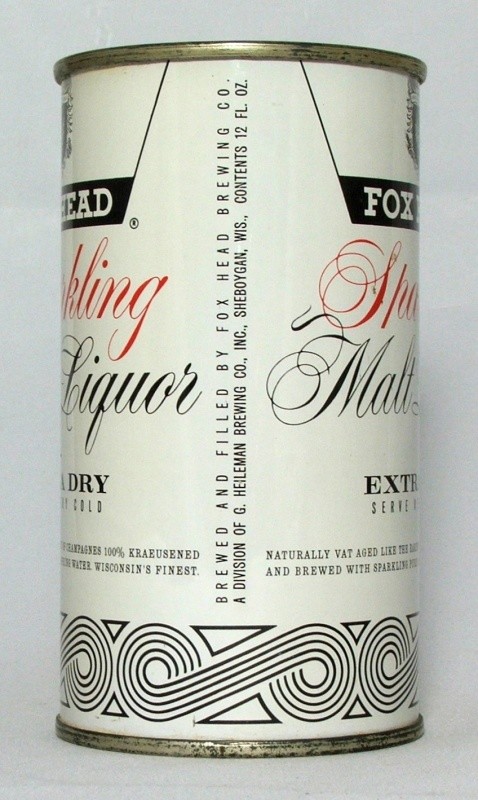 HEAD
®
kling
Liquor
A DRY
COLD
OF CHAMPAGNES 100% KRAEUSENED
WATER. WISCONSIN'S FINEST.
BREWED AND FILLED BY FOX HEAD BREWING CO.
A DIVISION OF G. HEILEMAN BREWING CO., INC., SHEBOYGAN, WIS., CONTENTS 12 FL. OZ.
FOX
Spa
Malt
EXTR
SERVE
NATURALLY VAT AGED LIKE THE
AND BREWED WITH SPARKLING